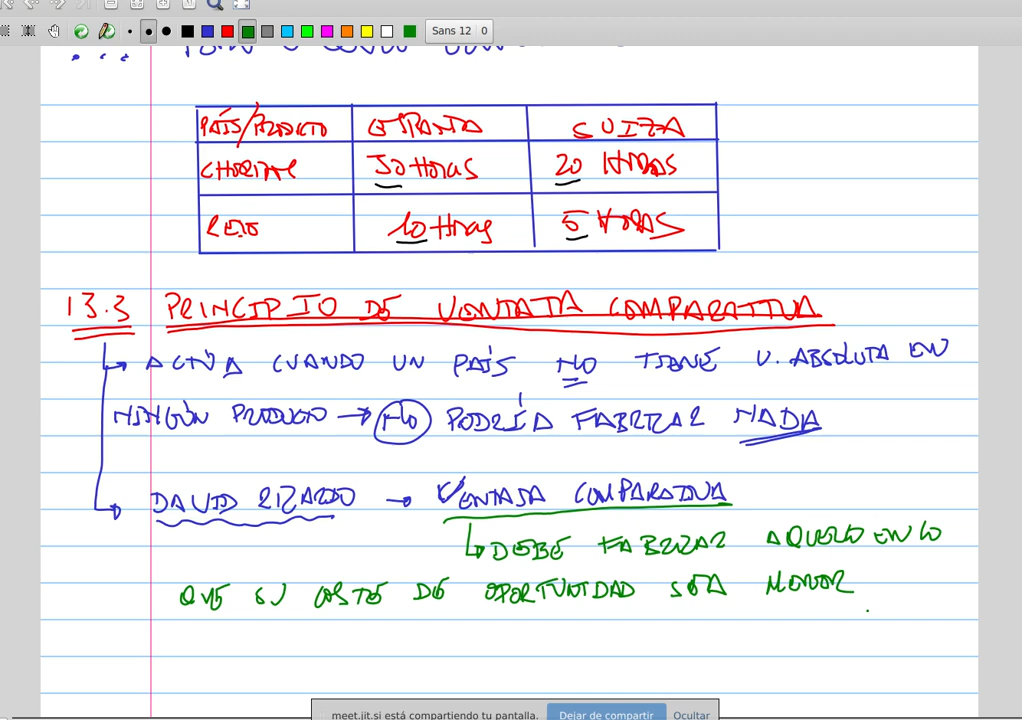 Sans 12 0
PAÍS/PRODUCTO ESPAÑA SUIZA
CHORIZO 30 HORAS 20 HORAS
RELOJ 10 HORAS 5 HORAS
13.3 PRINCIPIO DE VENTAJA COMPARATIVA
ACTÚA CUANDO UN PAÍS NO TIENE V. ABSOLUTA EN
NINGÚN PRODUCTO → NO PODRÍA FABRICAR NADA
DAVID RICARDO → VENTAJA COMPARATIVA
DEBE FABRICAR AQUELLO EN LO
QUE SU COSTE DE OPORTUNIDAD SEA MENOR
meet.jit.si está compartiendo tu pantalla. Dejar de compartir Ocultar